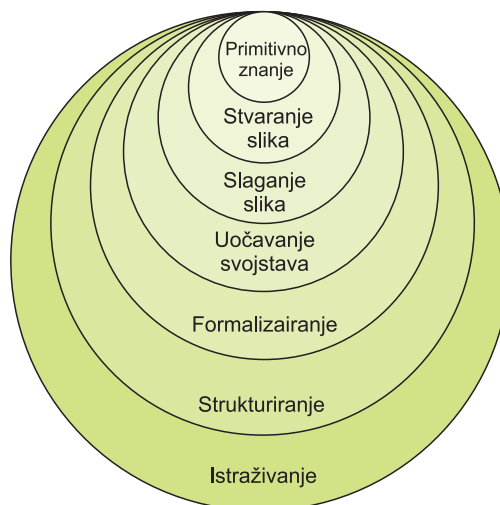 Primitivno
znanje
Stvaranje
slika
Slaganje
slika
Uočavanje
svojstava
Formalizairanje
Strukturiranje
Istraživanje